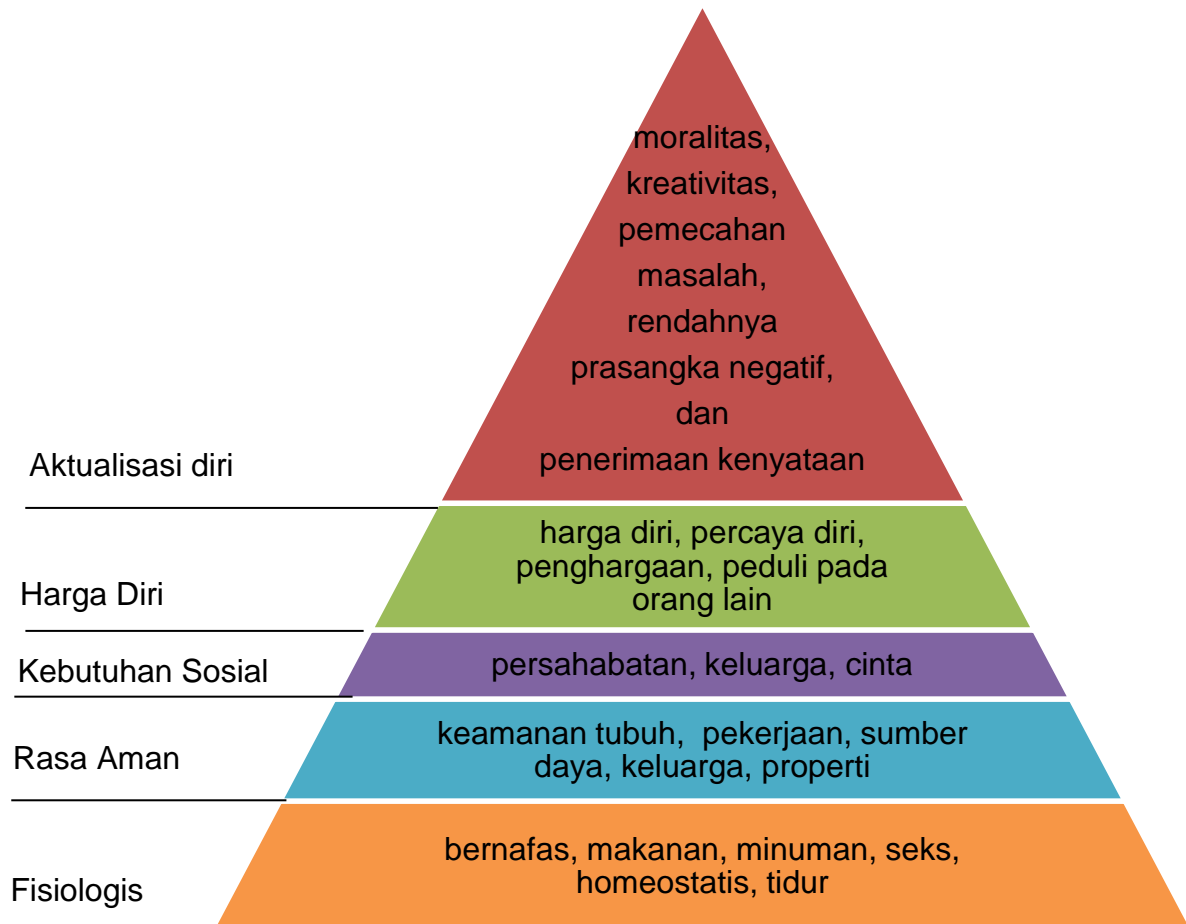 moralitas,
kreativitas,
pemecahan
masalah,
rendahnya
prasangka negatif,
dan
penerimaan kenyataan
Aktualisasi diri
harga diri, percaya diri,
penghargaan, peduli pada
orang lain
Harga Diri
persahabatan, keluarga, cinta
Kebutuhan Sosial
keamanan tubuh, pekerjaan, sumber
daya, keluarga, properti
Rasa Aman
bernafas, makanan, minuman, seks,
homeostatis, tidur
Fisiologis